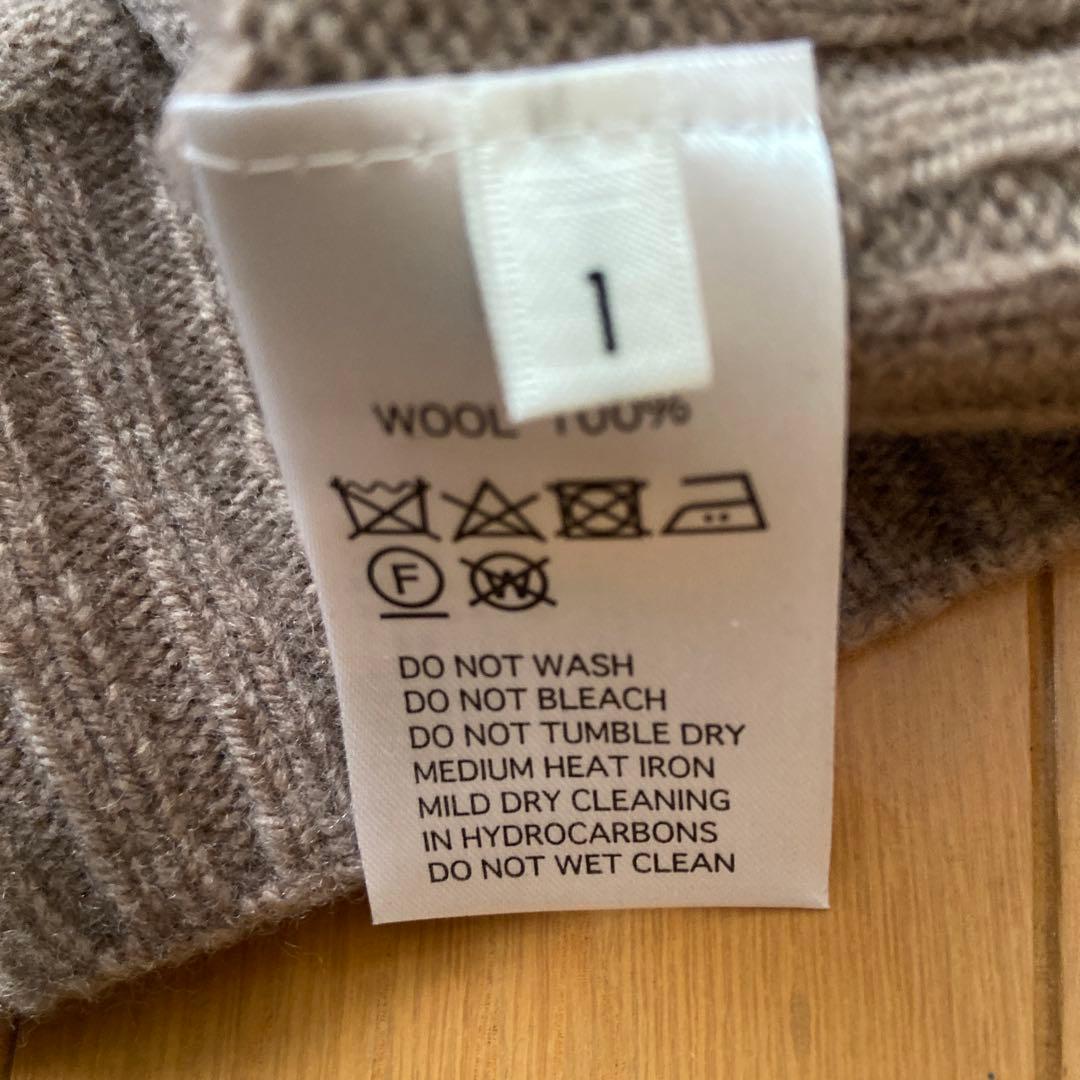 1
WOOL 100%
F W
DO NOT WASH
DO NOT BLEACH
DO NOT TUMBLE DRY
MEDIUM HEAT IRON
MILD DRY CLEANING
IN HYDROCARBONS
DO NOT WET CLEAN